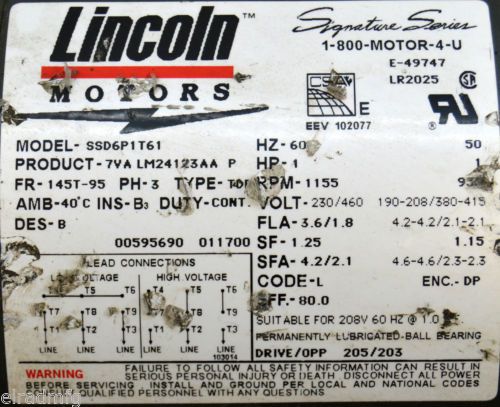 Lincoln
MOTORS
Signature Series
1-800-MOTOR-4-U
E-49747
LR2025
E
EEV 102077
MODEL- SSD6P1T61 HZ-60 50
PRODUCT-7VA LM24123AA P HP-1 1
FR-145T-95 PH-3 TYPE- RPM-1155
AMB-40°C INS-B3 DUTY-CONT. VOLT-230/460 190-208/380-415
DES-B FLA-3.6/1.8 4.2-4.2/2.1-2.1
00595690 011700 SF-1.25 1.15
SFA-4.2/2.1 4.6-4.6/2.3-2.3
LEAD CONNECTIONS CODE-L ENC.-DP
HIGH VOLTAGE EFF.-80.0
T5 T6 T4 T5 T6
T7 T8 T9 T7 T8 T9
T1 T2 T3 T1 T2 T3
LINE LINE LINE LINE LINE LINE
103014
SUITABLE FOR 208V 60 HZ @ 1.0
PERMANENTLY LUBRICATED-BALL BEARING
DRIVE/OPP 205/203
WARNING FAILURE TO FOLLOW ALL SAFETY INFORMATION CAN RESULT IN
SERIOUS PERSONAL INJURY OR DEATH. DISCONNECT ALL POWER
BEFORE SERVICING. INSTALL AND GROUND PER LOCAL AND NATIONAL CODES
eradmfg